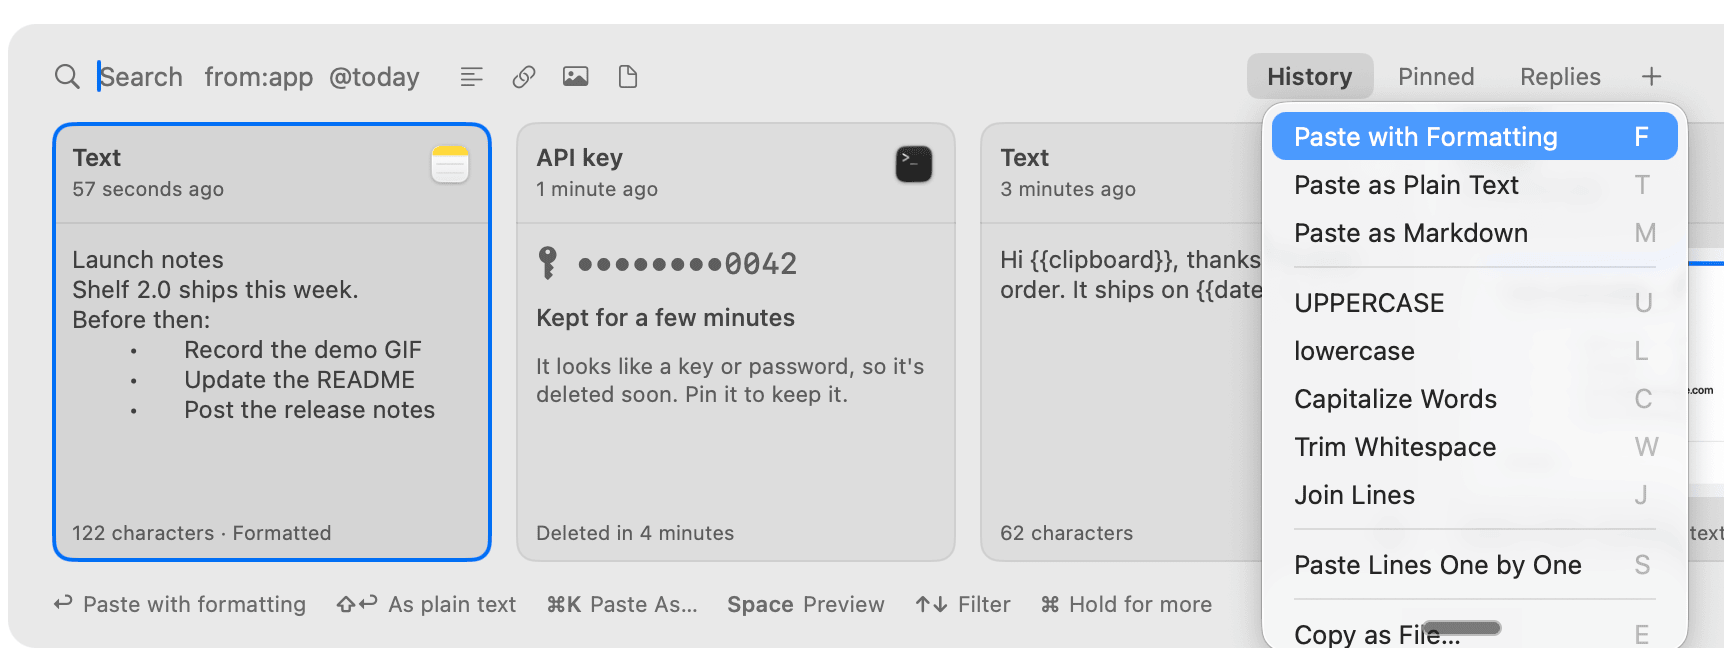 Search from:app @today
History Pinned Replies +
Text
57 seconds ago
Launch notes
Shelf 2.0 ships this week.
Before then:
• Record the demo GIF
• Update the README
• Post the release notes
122 characters · Formatted
API key
1 minute ago
••••••••0042
Kept for a few minutes
It looks like a key or password, so it's
deleted soon. Pin it to keep it.
Deleted in 4 minutes
Text
3 minutes ago
Hi {{clipboard}}, thanks
order. It ships on {{date
62 characters
Paste with Formatting F
Paste as Plain Text T
Paste as Markdown M
UPPERCASE U
lowercase L
Capitalize Words C
Trim Whitespace W
Join Lines J
Paste Lines One by One S
Copy as File... E
.com
text
↩ Paste with formatting ⇧↩ As plain text ⌘K Paste As... Space Preview ↑↓ Filter ⌘ Hold for more